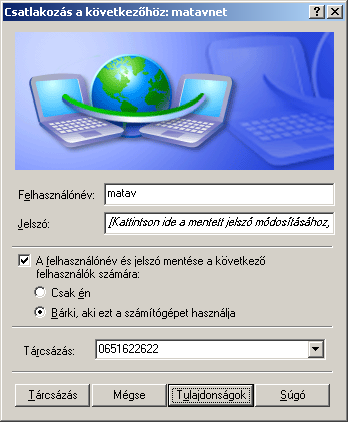 Csatlakozás a következőhöz: matavnet
Felhasználónév: matav
Jelszó: [Kattintson ide a mentett jelszó módosításához,
A felhasználónév és jelszó mentése a következő
felhasználók számára:
Csak én
Bárki, aki ezt a számítógépet használja
Tárcsázás: 0651622622
Tárcsázás Mégse Tulajdonságok Súgó